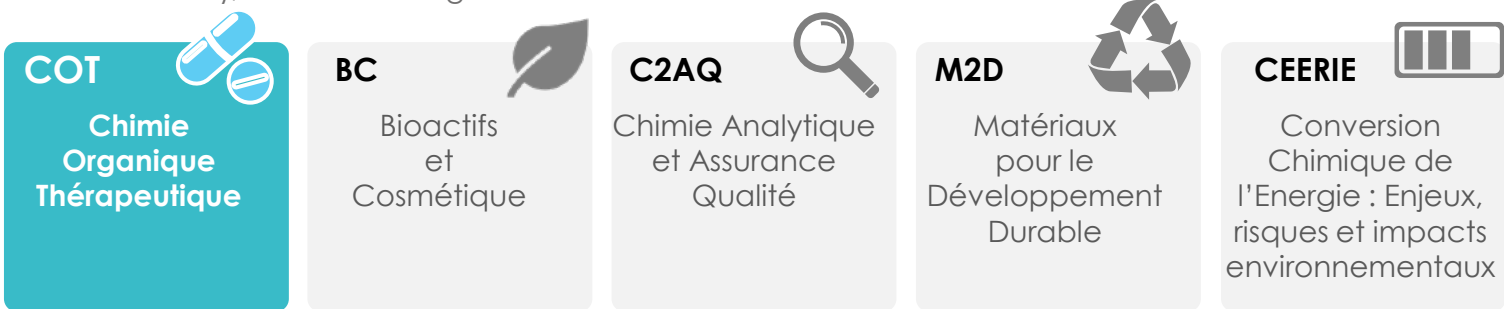 COT
Chimie
Organique
Thérapeutique
BC
Bioactifs
et
Cosmétique
C2AQ
Chimie Analytique
et Assurance
Qualité
M2D
Matériaux
pour le
Développement
Durable
CEERIE
Conversion
Chimique de
l'Energie : Enjeux,
risques et impacts
environnementaux